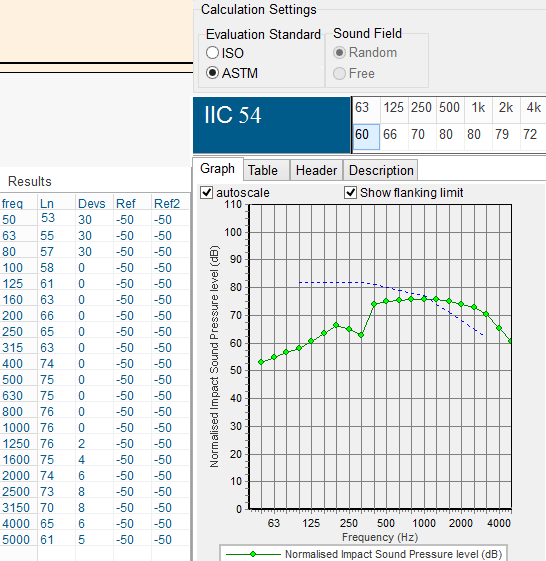 Calculation Settings
Evaluation Standard
Sound Field
ISO
Random
ASTM
Free
IIC 54
63 125 250 500 1k 2k 4k
60 66 70 80 80 79 72
Graph Table Header Description
autoscale Show flanking limit
Results
freq Ln Devs Ref Ref2
50 53 30 -50 -50
63 55 30 -50 -50
80 57 30 -50 -50
100 58 0 -50 -50
125 61 0 -50 -50
160 63 0 -50 -50
200 66 0 -50 -50
250 65 0 -50 -50
315 63 0 -50 -50
400 74 0 -50 -50
500 75 0 -50 -50
630 75 0 -50 -50
800 76 0 -50 -50
1000 76 0 -50 -50
1250 76 2 -50 -50
1600 75 4 -50 -50
2000 74 6 -50 -50
2500 73 8 -50 -50
3150 70 8 -50 -50
4000 65 6 -50 -50
5000 61 5 -50 -50
Normalised Impact Sound Pressure level (dB)
110
100
90
80
70
60
50
40
30
20
10
0
63 125 250 500 1000 2000 4000
Frequency (Hz)
Normalised Impact Sound Pressure level (dB)